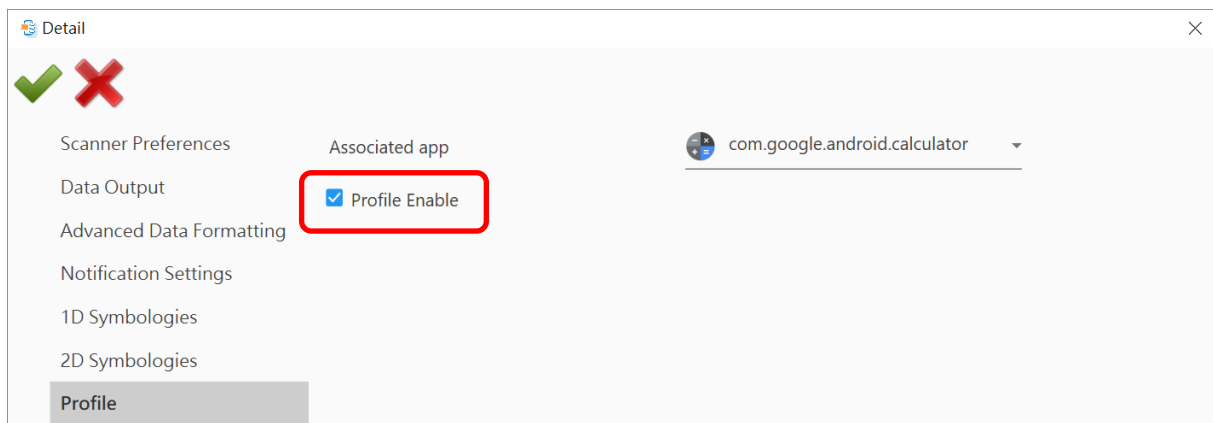 Detail
Scanner Preferences
Associated app
com.google.android.calculator
Data Output
Profile Enable
Advanced Data Formatting
Notification Settings
1D Symbologies
2D Symbologies
Profile